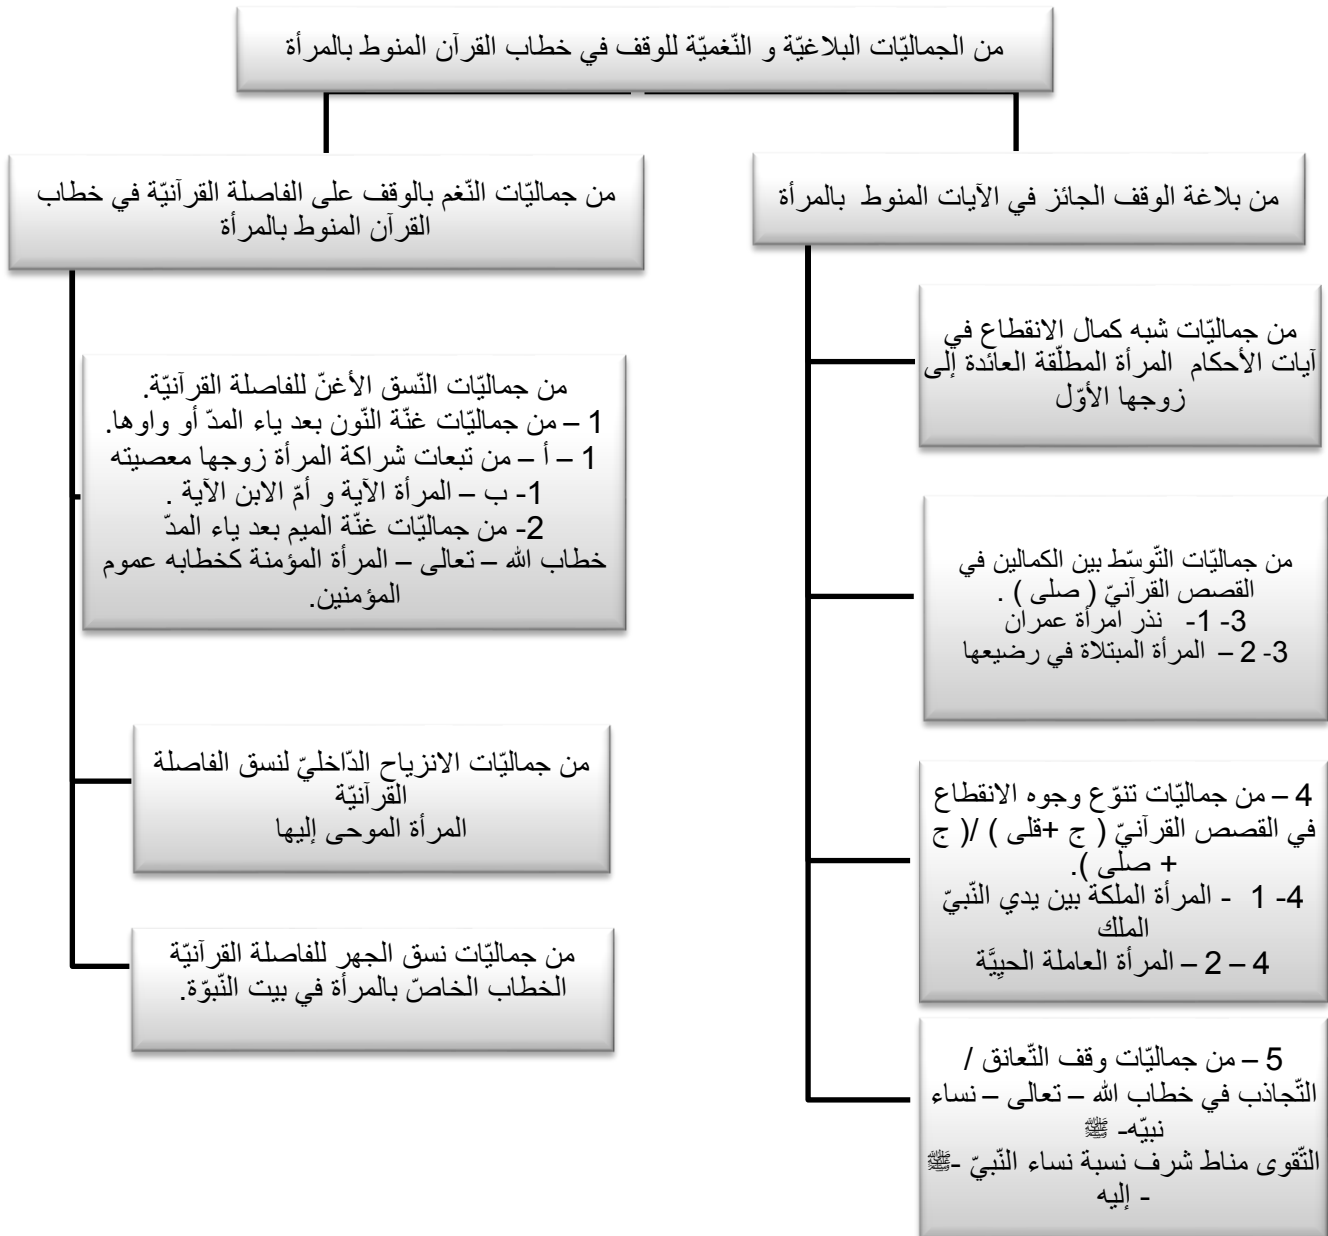 من الجماليّات البلاغيّة و النّغميّة للوقف في خطاب القرآن المنوط بالمرأة
من بلاغة الوقف الجائز في الآيات المنوط بالمرأة
من جماليّات شبه كمال الانقطاع في
آيات الأحكام المرأة المطلّقة العائدة إلى
زوجها الأوّل
من جماليّات التّوسّط بين الكمالين في
القصص القرآنيّ ( صلى ) .
3- 1- نذر امرأة عمران
3- 2 – المرأة المبتلاة في رضيعها
4 – من جماليّات تنوّع وجوه الانقطاع
في القصص القرآنيّ ( ج +قلى ) /( ج
+ صلى ).
4- 1 - المرأة الملكة بين يدي النّبيّ
الملك
4 – 2 – المرأة العاملة الحيِيَّة
5 – من جماليّات وقف التّعانق /
التّجاذب في خطاب الله – تعالى – نساء
نبيّه- ﷺ
التّقوى مناط شرف نسبة نساء النّبيّ -ﷺ
- إليه
من جماليّات النّغم بالوقف على الفاصلة القرآنيّة في خطاب
القرآن المنوط بالمرأة
من جماليّات النّسق الأغنّ للفاصلة القرآنيّة.
1 – من جماليّات غنّة النّون بعد ياء المدّ أو واوها.
1 – أ – من تبعات شراكة المرأة زوجها معصيته
1- ب – المرأة الآية و أمّ الابن الآية .
2- من جماليّات غنّة الميم بعد ياء المدّ
خطاب الله – تعالى – المرأة المؤمنة كخطابه عموم
المؤمنين.
من جماليّات الانزياح الدّاخليّ لنسق الفاصلة
القرآنيّة
المرأة الموحى إليها
من جماليّات نسق الجهر للفاصلة القرآنيّة
الخطاب الخاصّ بالمرأة في بيت النّبوّة.